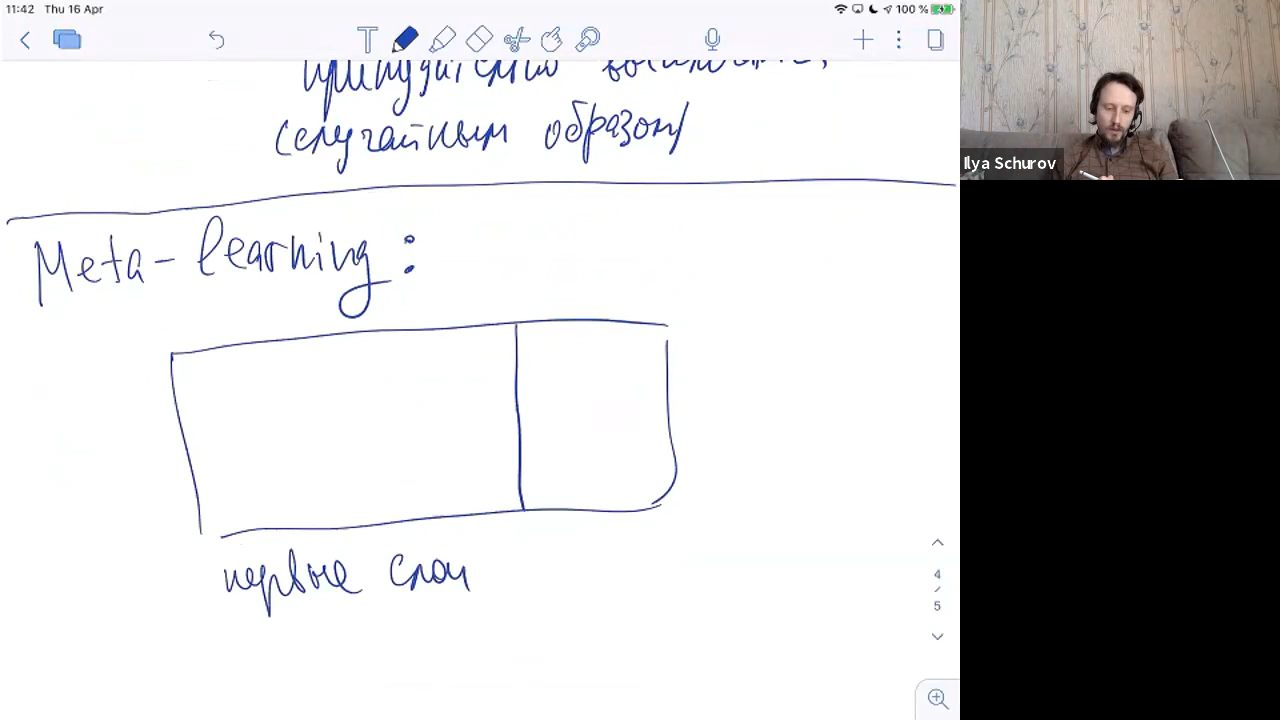 11:42 Thu 16 Apr
100 %
T
(случайным образом)
Meta-learning:
первые слои
4
5
Ilya Schurov